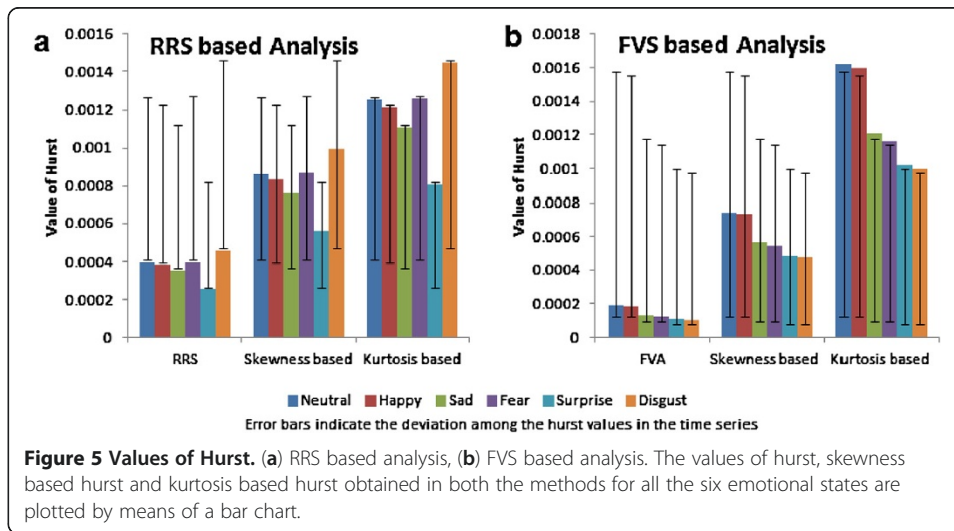 a
RRS based Analysis
Value of Hurst
0.0016
0.0014
0.0012
0.001
0.0008
0.0006
0.0004
0.0002
0
RRS
Skewness based
Kurtosis based
b
FVS based Analysis
Value of Hurst
0.0018
0.0016
0.0014
0.0012
0.001
0.0008
0.0006
0.0004
0.0002
0
FVA
Skewness based
Kurtosis based
Neutral Happy Sad Fear Surprise Disgust
Error bars indicate the deviation among the hurst values in the time series
Figure 5 Values of Hurst. (a) RRS based analysis, (b) FVS based analysis. The values of hurst, skewness
based hurst and kurtosis based hurst obtained in both the methods for all the six emotional states are
plotted by means of a bar chart.